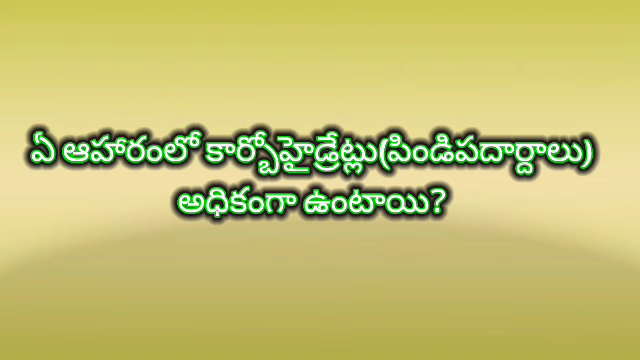 ఏ ఆహారంలో కార్బోహైడ్రేట్లు(పిండిపదార్దాలు)
అధికంగా ఉంటాయి?